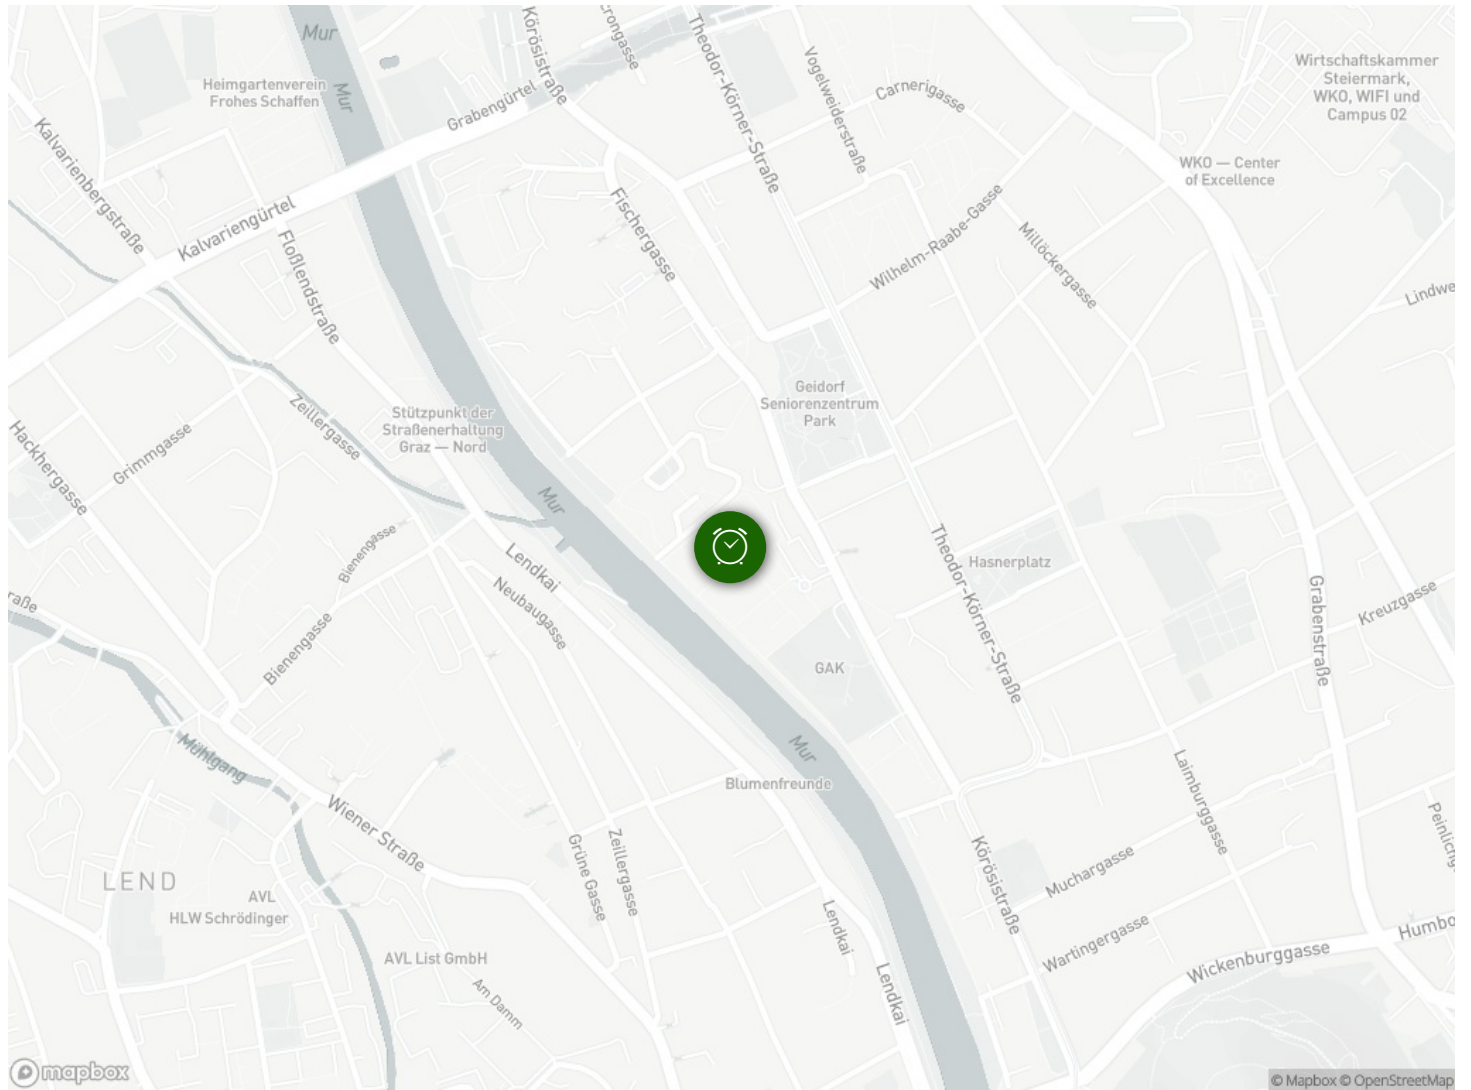 Mur
Mur
Heimgartenverein
Frohes Schaffen
Körösistraße
Theodor-Körner-Straße
Vogelweiderstraße
Carnerigasse
Wirtschaftskammer
Steiermark,
WKO, WIFI und
Campus 02
Grabengürtel
Kalvarienbergstraße
Kalvariengürtel
Floßlendstraße
Fischergasse
Wilhelm-Raabe-Gasse
WKO — Center
of Excellence
Millöckergasse
Lindwe
Geidorf
Seniorenzentrum
Park
Stützpunkt der
Straßenerhaltung
Graz — Nord
Zeillergasse
Hackhergasse
Grimmgasse
Mur
Bienengasse
Lendkai
Neubaugasse
Theodor-Körner-Straße
Hasnerplatz
Grabenstraße
Kreuzgasse
raße
Bienengasse
GAK
Mühlgang
Mur
Blumenfreunde
Laimburggasse
Wiener Straße
Grüne Gasse
Zeillergasse
Körösistraße
Muchargasse
Peinlichg
LEND
AVL
HLW Schrödinger
Lendkai
Wartingergasse
Humbo
Wickenburggasse
AVL List GmbH
Am Damm
Lendkai
mapbox
© Mapbox © OpenStreetMap